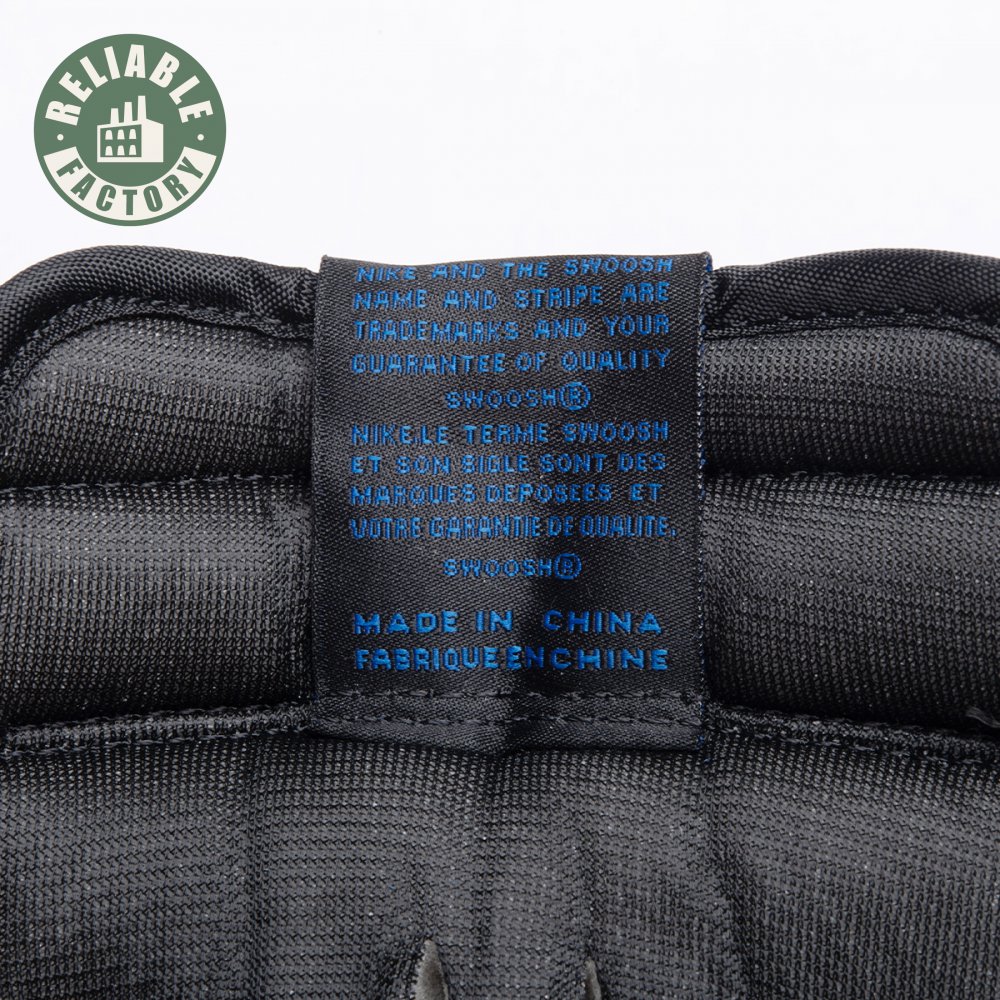 RELIABLE
FACTORY
NIKE AND THE SWOOSH
NAME AND STRIPE ARE
TRADEMARKS AND YOUR
GUARANTEE OF QUALITY
SWOOSH®
NIKE,LE TERME SWOOSH
ET SON SIGLE SONT DES
MARQUES DEPOSEES ET
VOTRE GARANTIE DE QUALITE.
SWOOSH®
MADE IN CHINA
FABRIQUE EN CHINE